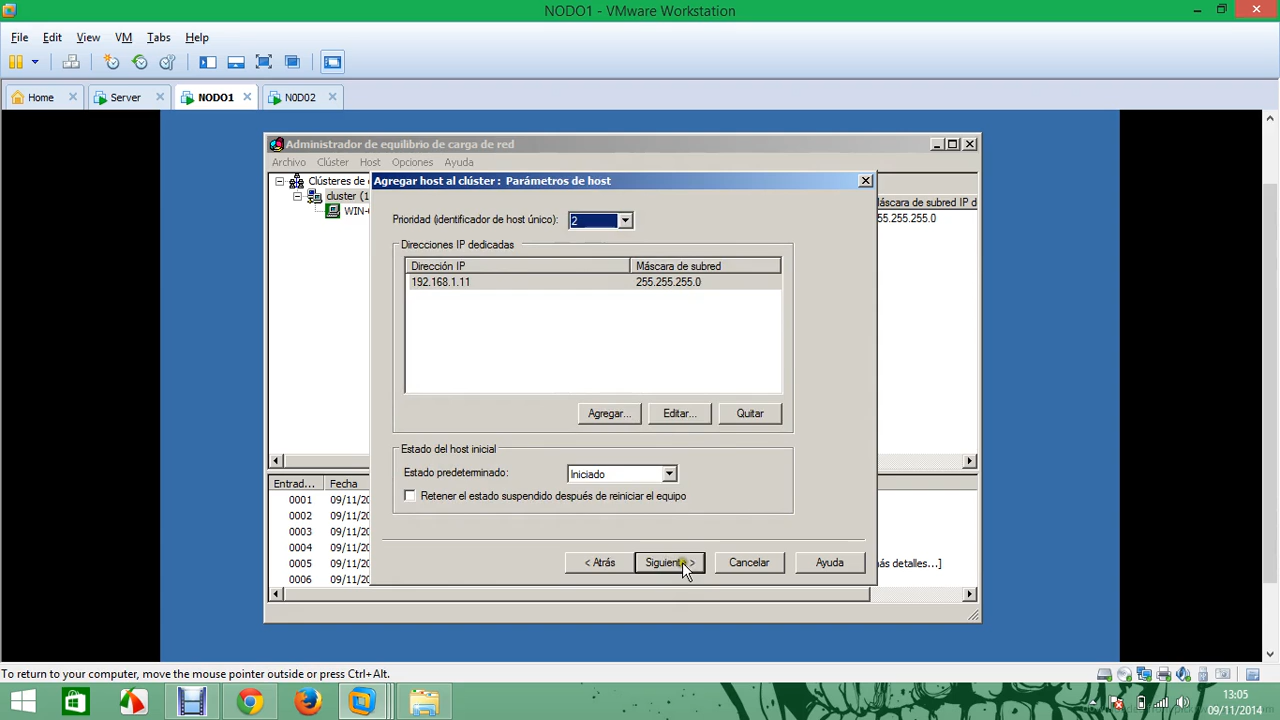 NODO1 - VMware Workstation
File Edit View VM Tabs Help
Home Server NODO1 N0D02
Administrador de equilibrio de carga de red
Archivo Clúster Host Opciones Ayuda
Clústeres de
cluster (1
WIN-
Agregar host al clúster : Parámetros de host
Prioridad (identificador de host único): 2
Direcciones IP dedicadas
Dirección IP Máscara de subred
192.168.1.11 255.255.255.0
Agregar... Editar... Quitar
Estado del host inicial
Estado predeterminado: Iniciado
Retener el estado suspendido después de reiniciar el equipo
< Atrás Siguiente > Cancelar Ayuda
áscara de subred IP d
55.255.255.0
Entrad... Fecha
0001 09/11/20
0002 09/11/20
0003 09/11/20
0004 09/11/20
0005 09/11/20 ás detalles...]
0006 09/11/20
To return to your computer, move the mouse pointer outside or press Ctrl+Alt.
13:05
09/11/2014